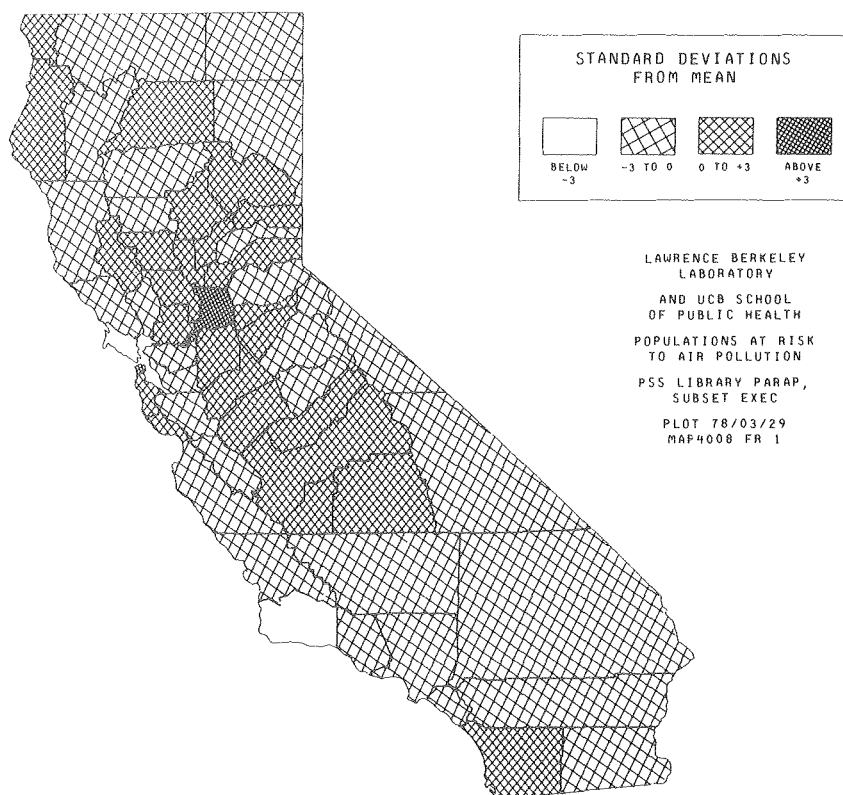 STANDARD DEVIATIONS
FROM MEAN
BELOW -3
-3 TO 0
0 TO +3
ABOVE +3
LAWRENCE BERKELEY
LABORATORY
AND UCB SCHOOL
OF PUBLIC HEALTH
POPULATIONS AT RISK
TO AIR POLLUTION
PSS LIBRARY PARAP,
SUBSET EXEC
PLOT 78/03/29
MAP4008 FR 1